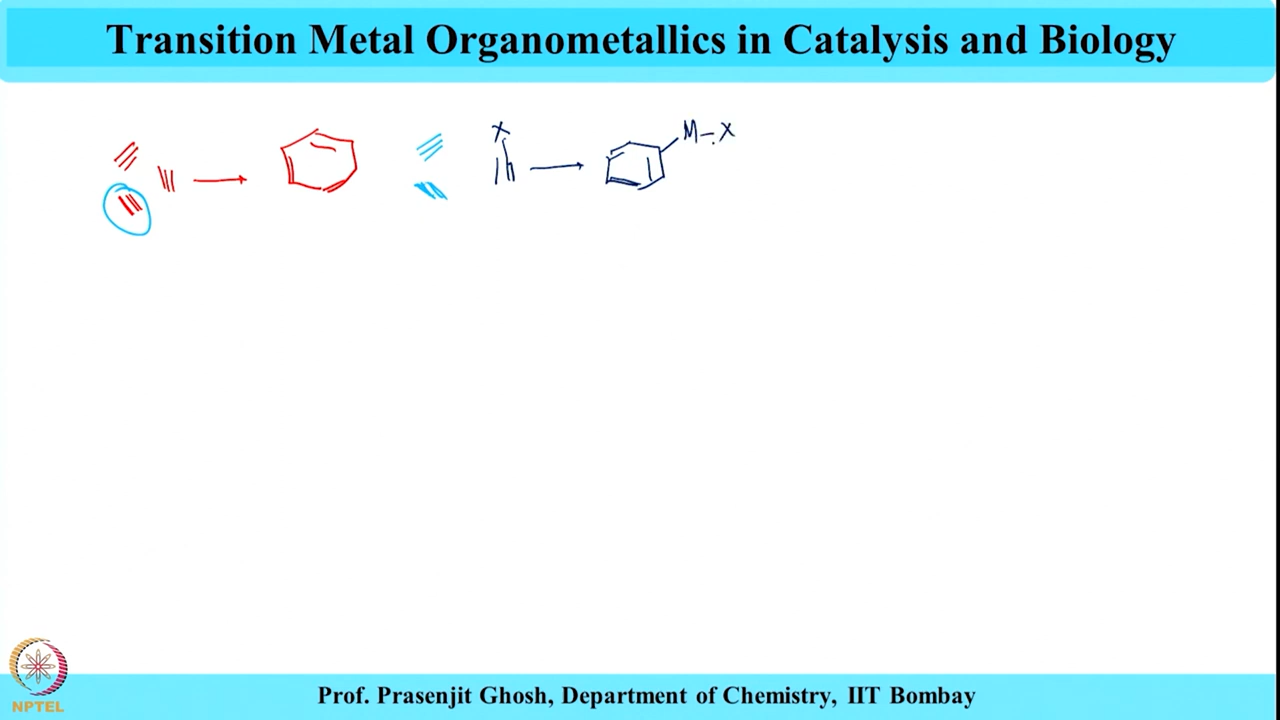 Transition Metal Organometallics in Catalysis and Biology
X
M-X
Prof. Prasenjit Ghosh, Department of Chemistry, IIT Bombay
NPTEL